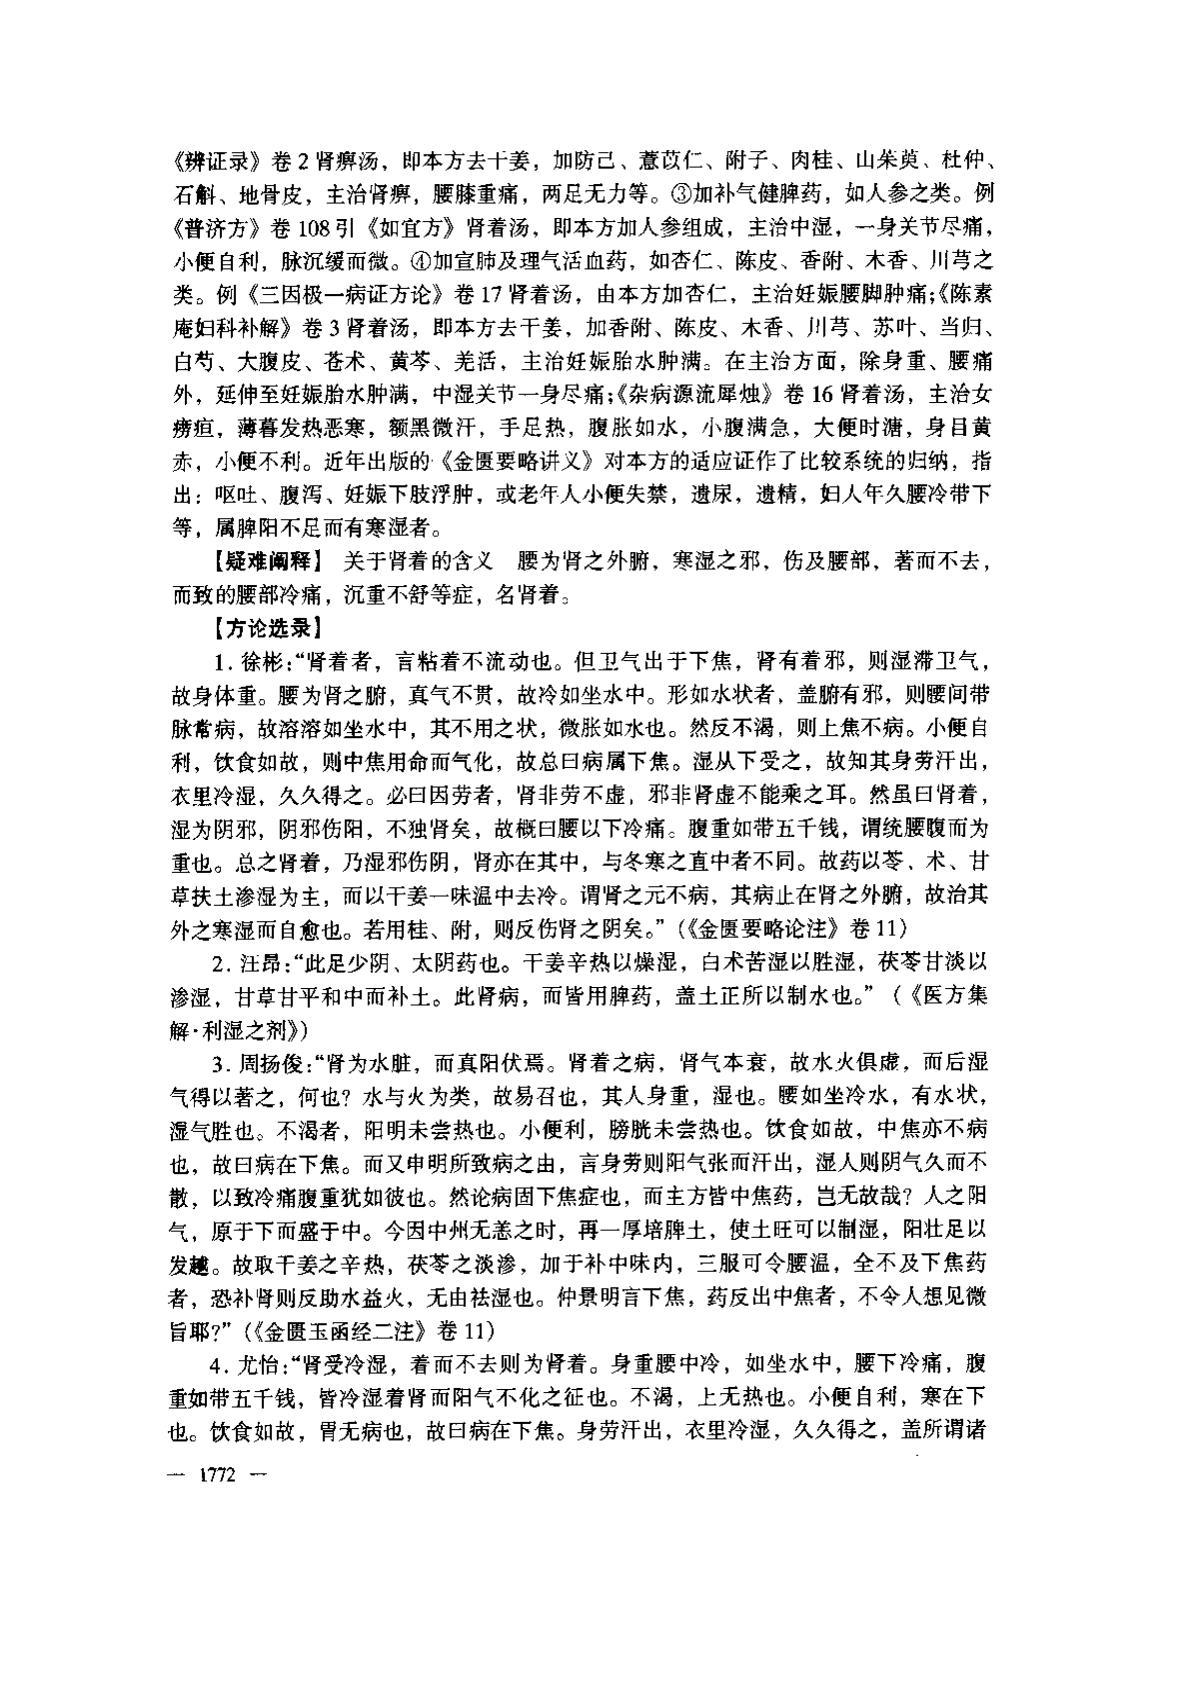 《辨证录》卷2肾痹汤，即本方去干姜，加防己、薏苡仁、附子、肉桂、山茱萸、杜仲、
石斛、地骨皮，主治肾痹，腰膝重痛，两足无力等。③加补气健脾药，如人参之类。例
《普济方》卷108引《如宜方》肾着汤，即本方加人参组成，主治中湿，一身关节尽痛，
小便自利，脉沉缓而微。④加宣肺及理气活血药，如杏仁、陈皮、香附、木香、川芎之
类。例《三因极一病证方论》卷17肾着汤，由本方加杏仁，主治妊娠腰脚肿痛；《陈素
庵妇科补解》卷3肾着汤，即本方去干姜，加香附、陈皮、木香、川芎、苏叶、当归、
白芍、大腹皮、苍术、黄芩、羌活，主治妊娠胎水肿满。在主治方面，除身重、腰痛
外，延伸至妊娠胎水肿满，中湿关节一身尽痛；《杂病源流犀烛》卷16肾着汤，主治女
痨疸，薄暮发热恶寒，额黑微汗，手足热，腹胀如水，小腹满急，大便时溏，身目黄
赤，小便不利。近年出版的《金匮要略讲义》对本方的适应证作了比较系统的归纳，指
出：呕吐、腹泻、妊娠下肢浮肿，或老年人小便失禁，遗尿，遗精，妇人年久腰冷带下
等，属脾阳不足而有寒湿者。
【疑难阐释】 关于肾着的含义 腰为肾之外腑，寒湿之邪，伤及腰部，著而不去，
而致的腰部冷痛，沉重不舒等症，名肾着。
【方论选录】
1. 徐彬：“肾着者，言粘着不流动也。但卫气出于下焦，肾有着邪，则湿滞卫气，
故身体重。腰为肾之腑，真气不贯，故冷如坐水中。形如水状者，盖腑有邪，则腰间带
脉常病，故溶溶如坐水中，其不用之状，微胀如水也。然反不渴，则上焦不病。小便自
利，饮食如故，则中焦用命而气化，故总曰病属下焦。湿从下受之，故知其身劳汗出，
衣里冷湿，久久得之。必曰因劳者，肾非劳不虚，邪非肾虚不能乘之耳。然虽曰肾着，
湿为阴邪，阴邪伤阳，不独肾矣，故概曰腰以下冷痛。腹重如带五千钱，谓统腰腹而为
重也。总之肾着，乃湿邪伤阴，肾亦在其中，与冬寒之直中者不同。故药以苓、术、甘
草扶土渗湿为主，而以干姜一味温中去冷。谓肾之元不病，其病止在肾之外腑，故治其
外之寒湿而自愈也。若用桂、附，则反伤肾之阴矣。”（《金匮要略论注》卷11）
2. 汪昂：“此足少阴、太阴药也。干姜辛热以燥湿，白术苦湿以胜湿，茯苓甘淡以
渗湿，甘草甘平和中而补土。此肾病，而皆用脾药，盖土正所以制水也。”（《医方集
解·利湿之剂》）
3. 周扬俊：“肾为水脏，而真阳伏焉。肾着之病，肾气本衰，故水火俱虚，而后湿
气得以著之，何也？水与火为类，故易召也，其人身重，湿也。腰如坐冷水，有水状，
湿气胜也。不渴者，阳明未尝热也。小便利，膀胱未尝热也。饮食如故，中焦亦不病
也，故曰病在下焦。而又申明所致病之由，言身劳则阳气张而汗出，湿入则阴气久而不
散，以致冷痛腹重犹如彼也。然论病固下焦症也，而主方皆中焦药，岂无故哉？人之阳
气，原于下而盛于中。今因中州无恙之时，再一厚培脾土，使土旺可以制湿，阳壮足以
发越。故取干姜之辛热，茯苓之淡渗，加于补中味内，三服可令腰温，全不及下焦药
者，恐补肾则反助水益火，无由祛湿也。仲景明言下焦，药反出中焦者，不令人想见微
旨耶？”（《金匮玉函经二注》卷11）
4. 尤怡：“肾受冷湿，着而不去则为肾着。身重腰中冷，如坐水中，腰下冷痛，腹
重如带五千钱，皆冷湿着肾而阳气不化之征也。不渴，上无热也。小便自利，寒在下
也。饮食如故，胃无病也，故曰病在下焦。身劳汗出，衣里冷湿，久久得之，盖所谓诸
— 1772 —